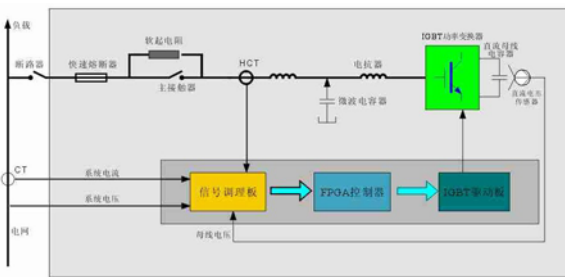 负载
断路器
快速熔断器
软起电阻
主接触器
HCT
电抗器
微波电容器
IGBT功率变换器
直流母线
电容器
直流电压
传感器
CT
系统电流
系统电压
信号调理板
FPGA控制器
IGBT驱动板
母线电压
电网